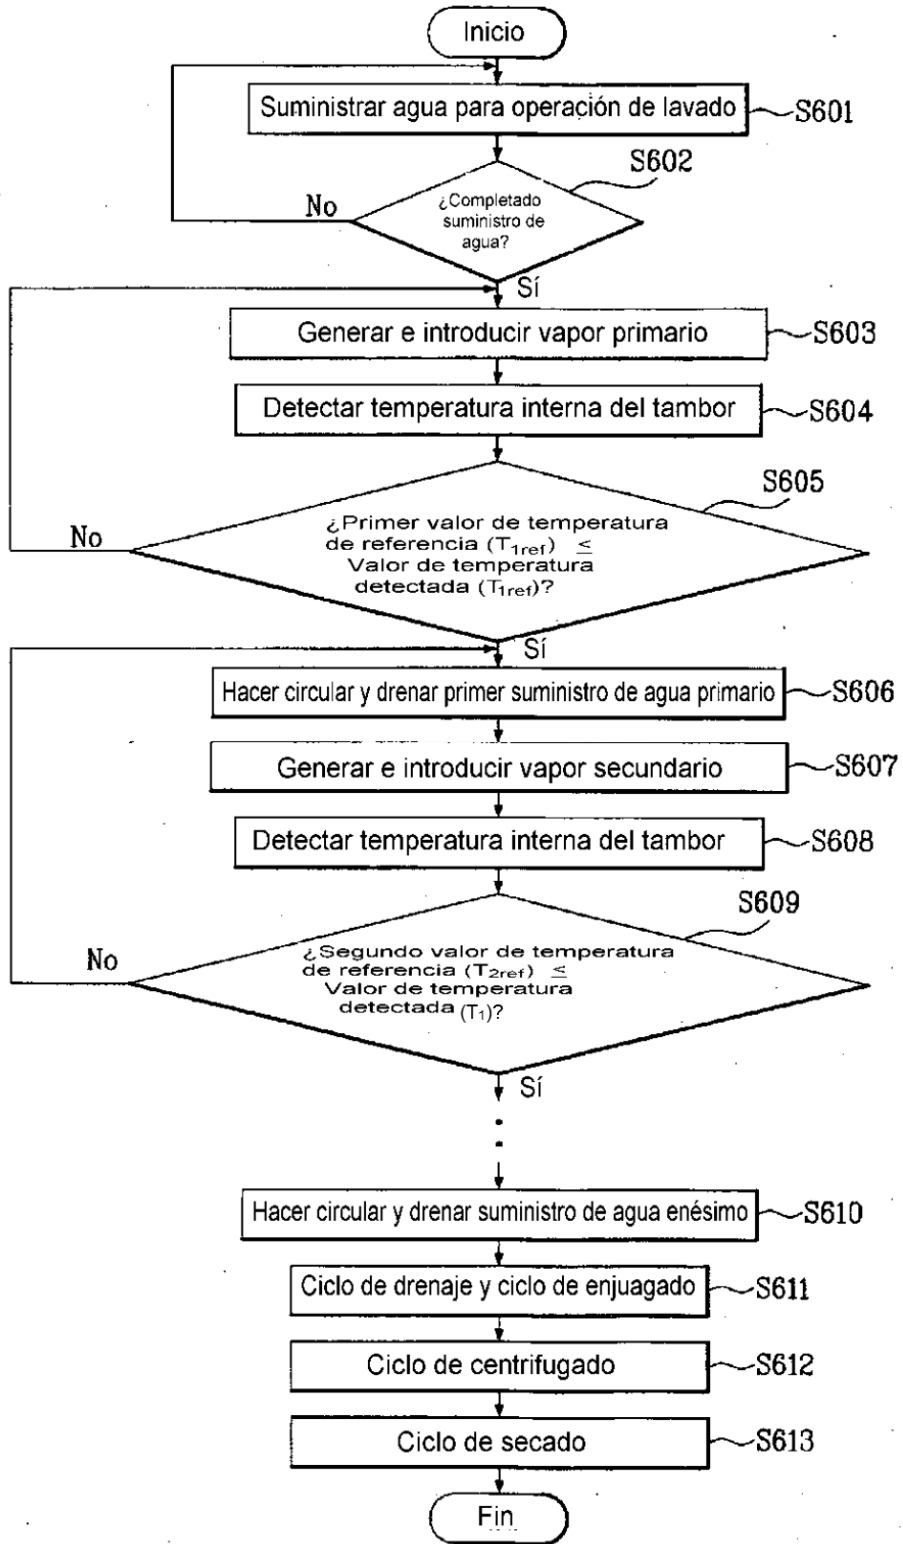 Inicio
Suministrar agua para operación de lavado
S601
S602
¿Completado
suministro de
agua?
No
Sí
Generar e introducir vapor primario
S603
Detectar temperatura interna del tambor
S604
S605
¿Primer valor de temperatura
de referencia (T1ref) ≤
Valor de temperatura
detectada (T1ref)?
No
Sí
Hacer circular y drenar primer suministro de agua primario
S606
Generar e introducir vapor secundario
S607
Detectar temperatura interna del tambor
S608
S609
¿Segundo valor de temperatura
de referencia (T2ref) ≤
Valor de temperatura
detectada (T1)?
No
Sí
Hacer circular y drenar suministro de agua enésimo
S610
Ciclo de drenaje y ciclo de enjuagado
S611
Ciclo de centrifugado
S612
Ciclo de secado
S613
Fin